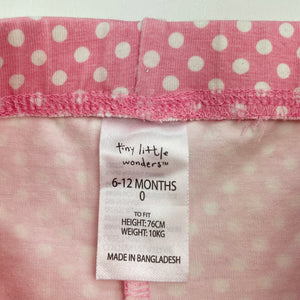 tiny little
wonders™
6-12 MONTHS
0
TO FIT
HEIGHT: 76CM
WEIGHT: 10KG
MADE IN BANGLADESH